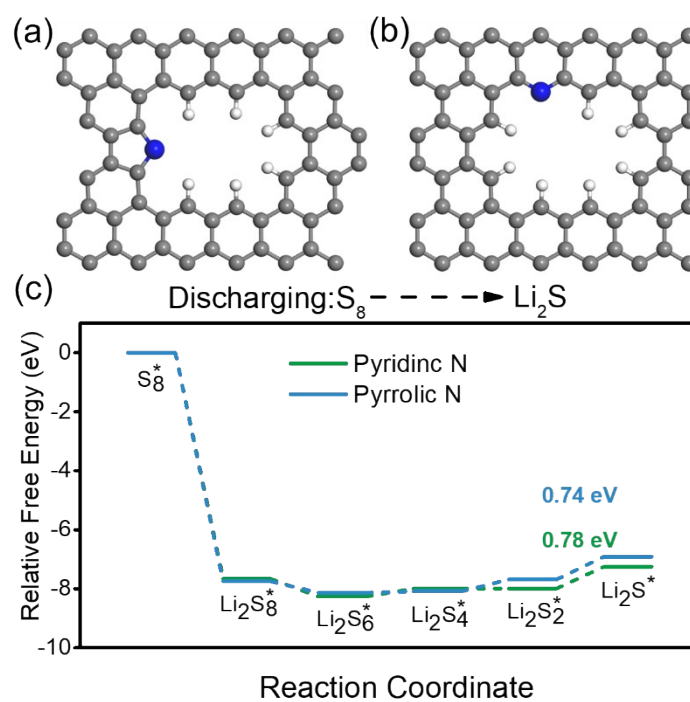 (a)
(b)
(c)
Discharging:S₈ Li₂S
Relative Free Energy (eV)
0
-2
-4
-6
-8
-10
Pyridinc N
Pyrrolic N
0.74 eV
0.78 eV
S₈*
Li₂S₈*
Li₂S₆*
Li₂S₄*
Li₂S₂*
Li₂S*
Reaction Coordinate